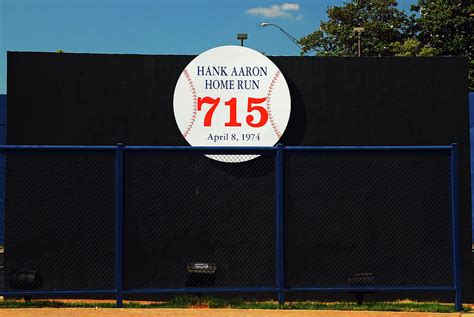 HANK AARON
HOME RUN
715
April 8, 1974